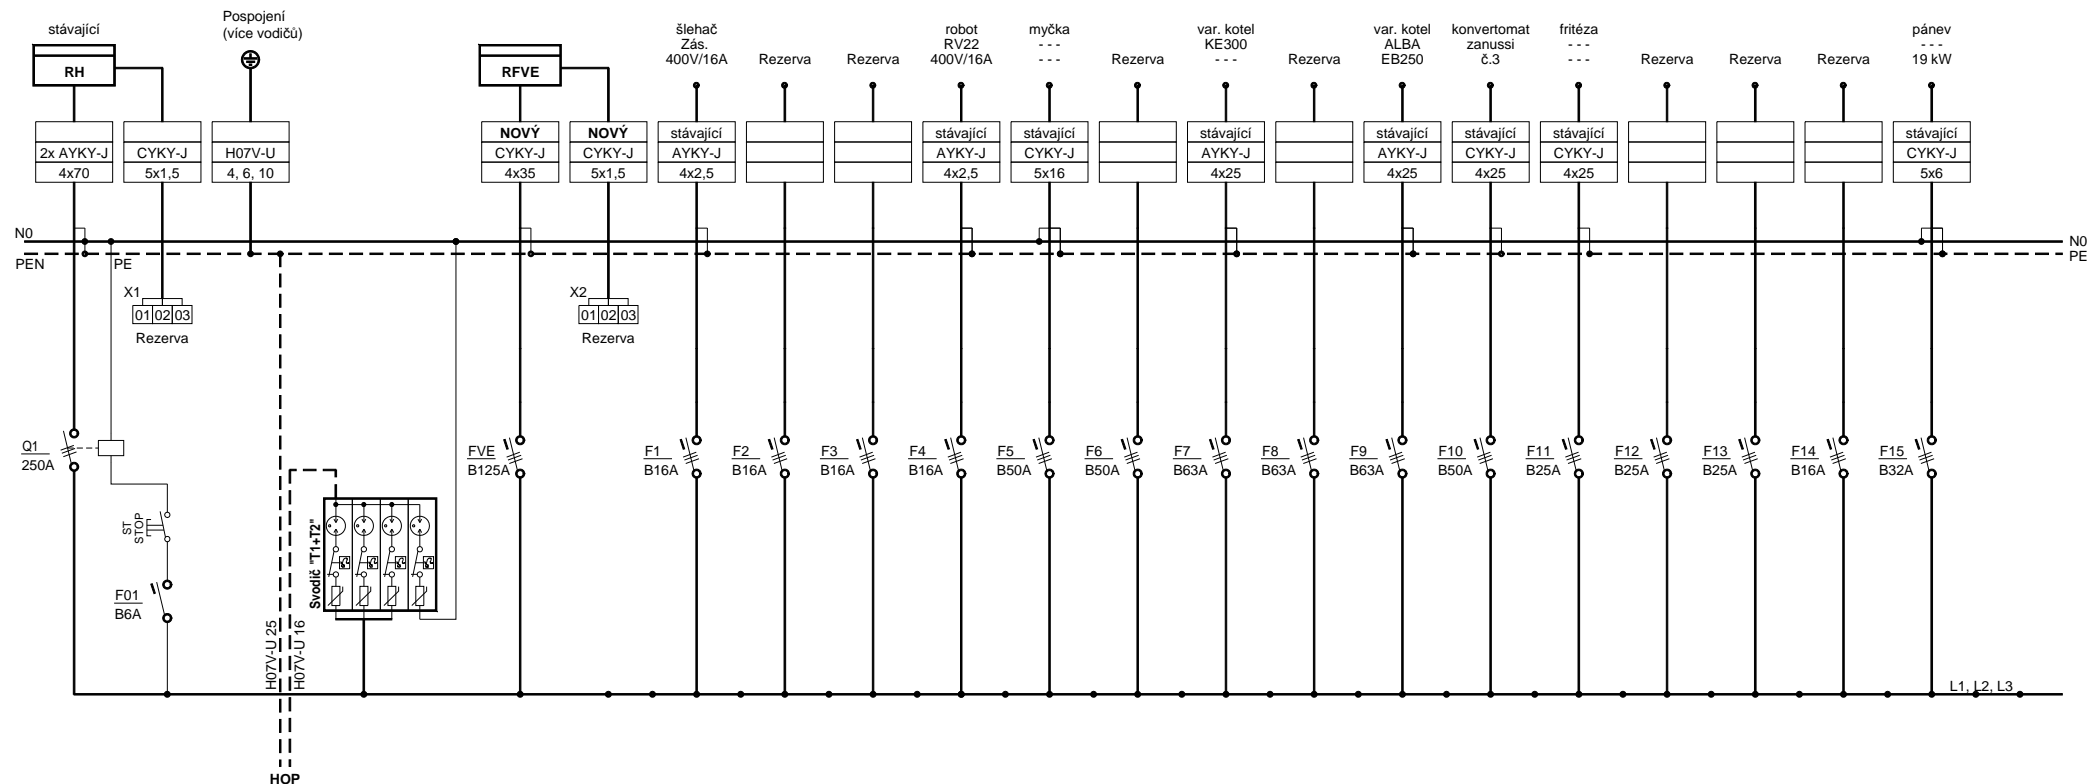 stávající
Pospojení
(více vodičů)
šlehač
Zás.
400V/16A
Rezerva
Rezerva
robot
RV22
400V/16A
myčka
- - -
- - -
Rezerva
var. kotel
KE300
- - -
Rezerva
var. kotel
ALBA
EB250
konvertomat
zanussi
č.3
fritéza
- - -
- - -
Rezerva
Rezerva
Rezerva
pánev
- - -
19 kW
RH
RFVE
2x AYKY-J
4x70
CYKY-J
5x1,5
H07V-U
4, 6, 10
NOVÝ
CYKY-J
4x35
NOVÝ
CYKY-J
5x1,5
stávající
AYKY-J
4x2,5
stávající
AYKY-J
4x2,5
stávající
CYKY-J
5x16
stávající
AYKY-J
4x25
stávající
AYKY-J
4x25
stávající
CYKY-J
4x25
stávající
CYKY-J
4x25
stávající
CYKY-J
5x6
N0
PEN
PE
N0
PE
X1
01 02 03
Rezerva
X2
01 02 03
Rezerva
Q1
250A
FVE
B125A
F1
B16A
F2
B16A
F3
B16A
F4
B16A
F5
B50A
F6
B50A
F7
B63A
F8
B63A
F9
B63A
F10
B50A
F11
B25A
F12
B25A
F13
B25A
F14
B16A
F15
B32A
ST
STOP
F01
B6A
Svodič "T1+T2"
H07V-U 25
H07V-U 16
L1, L2, L3
HOP